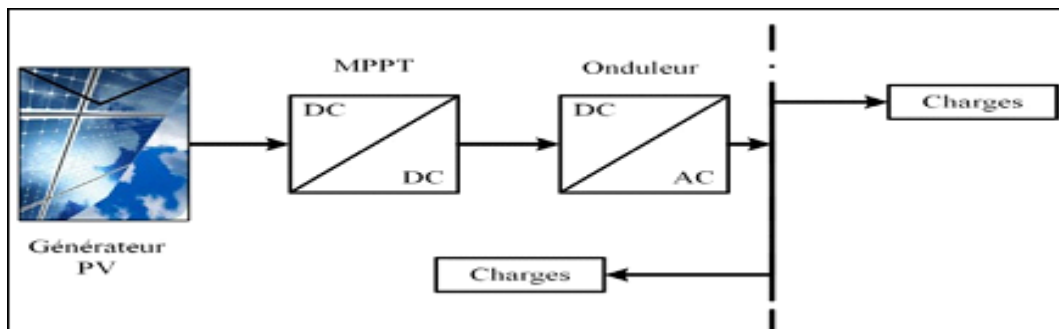 MPPT
Onduleur
DC
DC
DC
AC
Charges
Générateur
PV
Charges